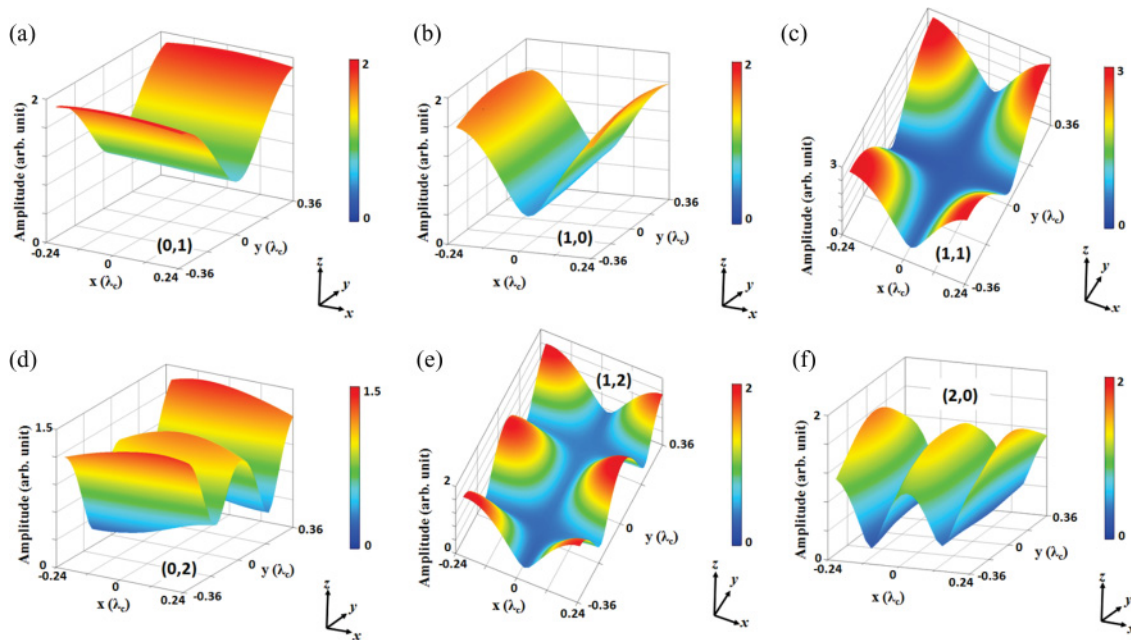 (a)
2
0
Amplitude (arb. unit)
2
0
-0.24
0
0.24
x (λc)
-0.36
0
0.36
y (λc)
(0,1)
z
y
x
(b)
2
0
Amplitude (arb. unit)
2
0
-0.24
0
0.24
x (λc)
-0.36
0
0.36
y (λc)
(1,0)
z
y
x
(c)
3
0
Amplitude (arb. unit)
3
0
-0.24
0
0.24
x (λc)
-0.36
0
0.36
y (λc)
(1,1)
z
y
x
(d)
1.5
0
Amplitude (arb. unit)
1.5
0
-0.24
0
0.24
x (λc)
-0.36
0
0.36
y (λc)
(0,2)
z
y
x
(e)
(1,2)
2
0
Amplitude (arb. unit)
2
0
-0.24
0
0.24
x (λc)
-0.36
0
0.36
y (λc)
z
y
x
(f)
(2,0)
2
0
Amplitude (arb. unit)
2
0
-0.24
0
0.24
x (λc)
-0.36
0
0.36
y (λc)
z
y
x